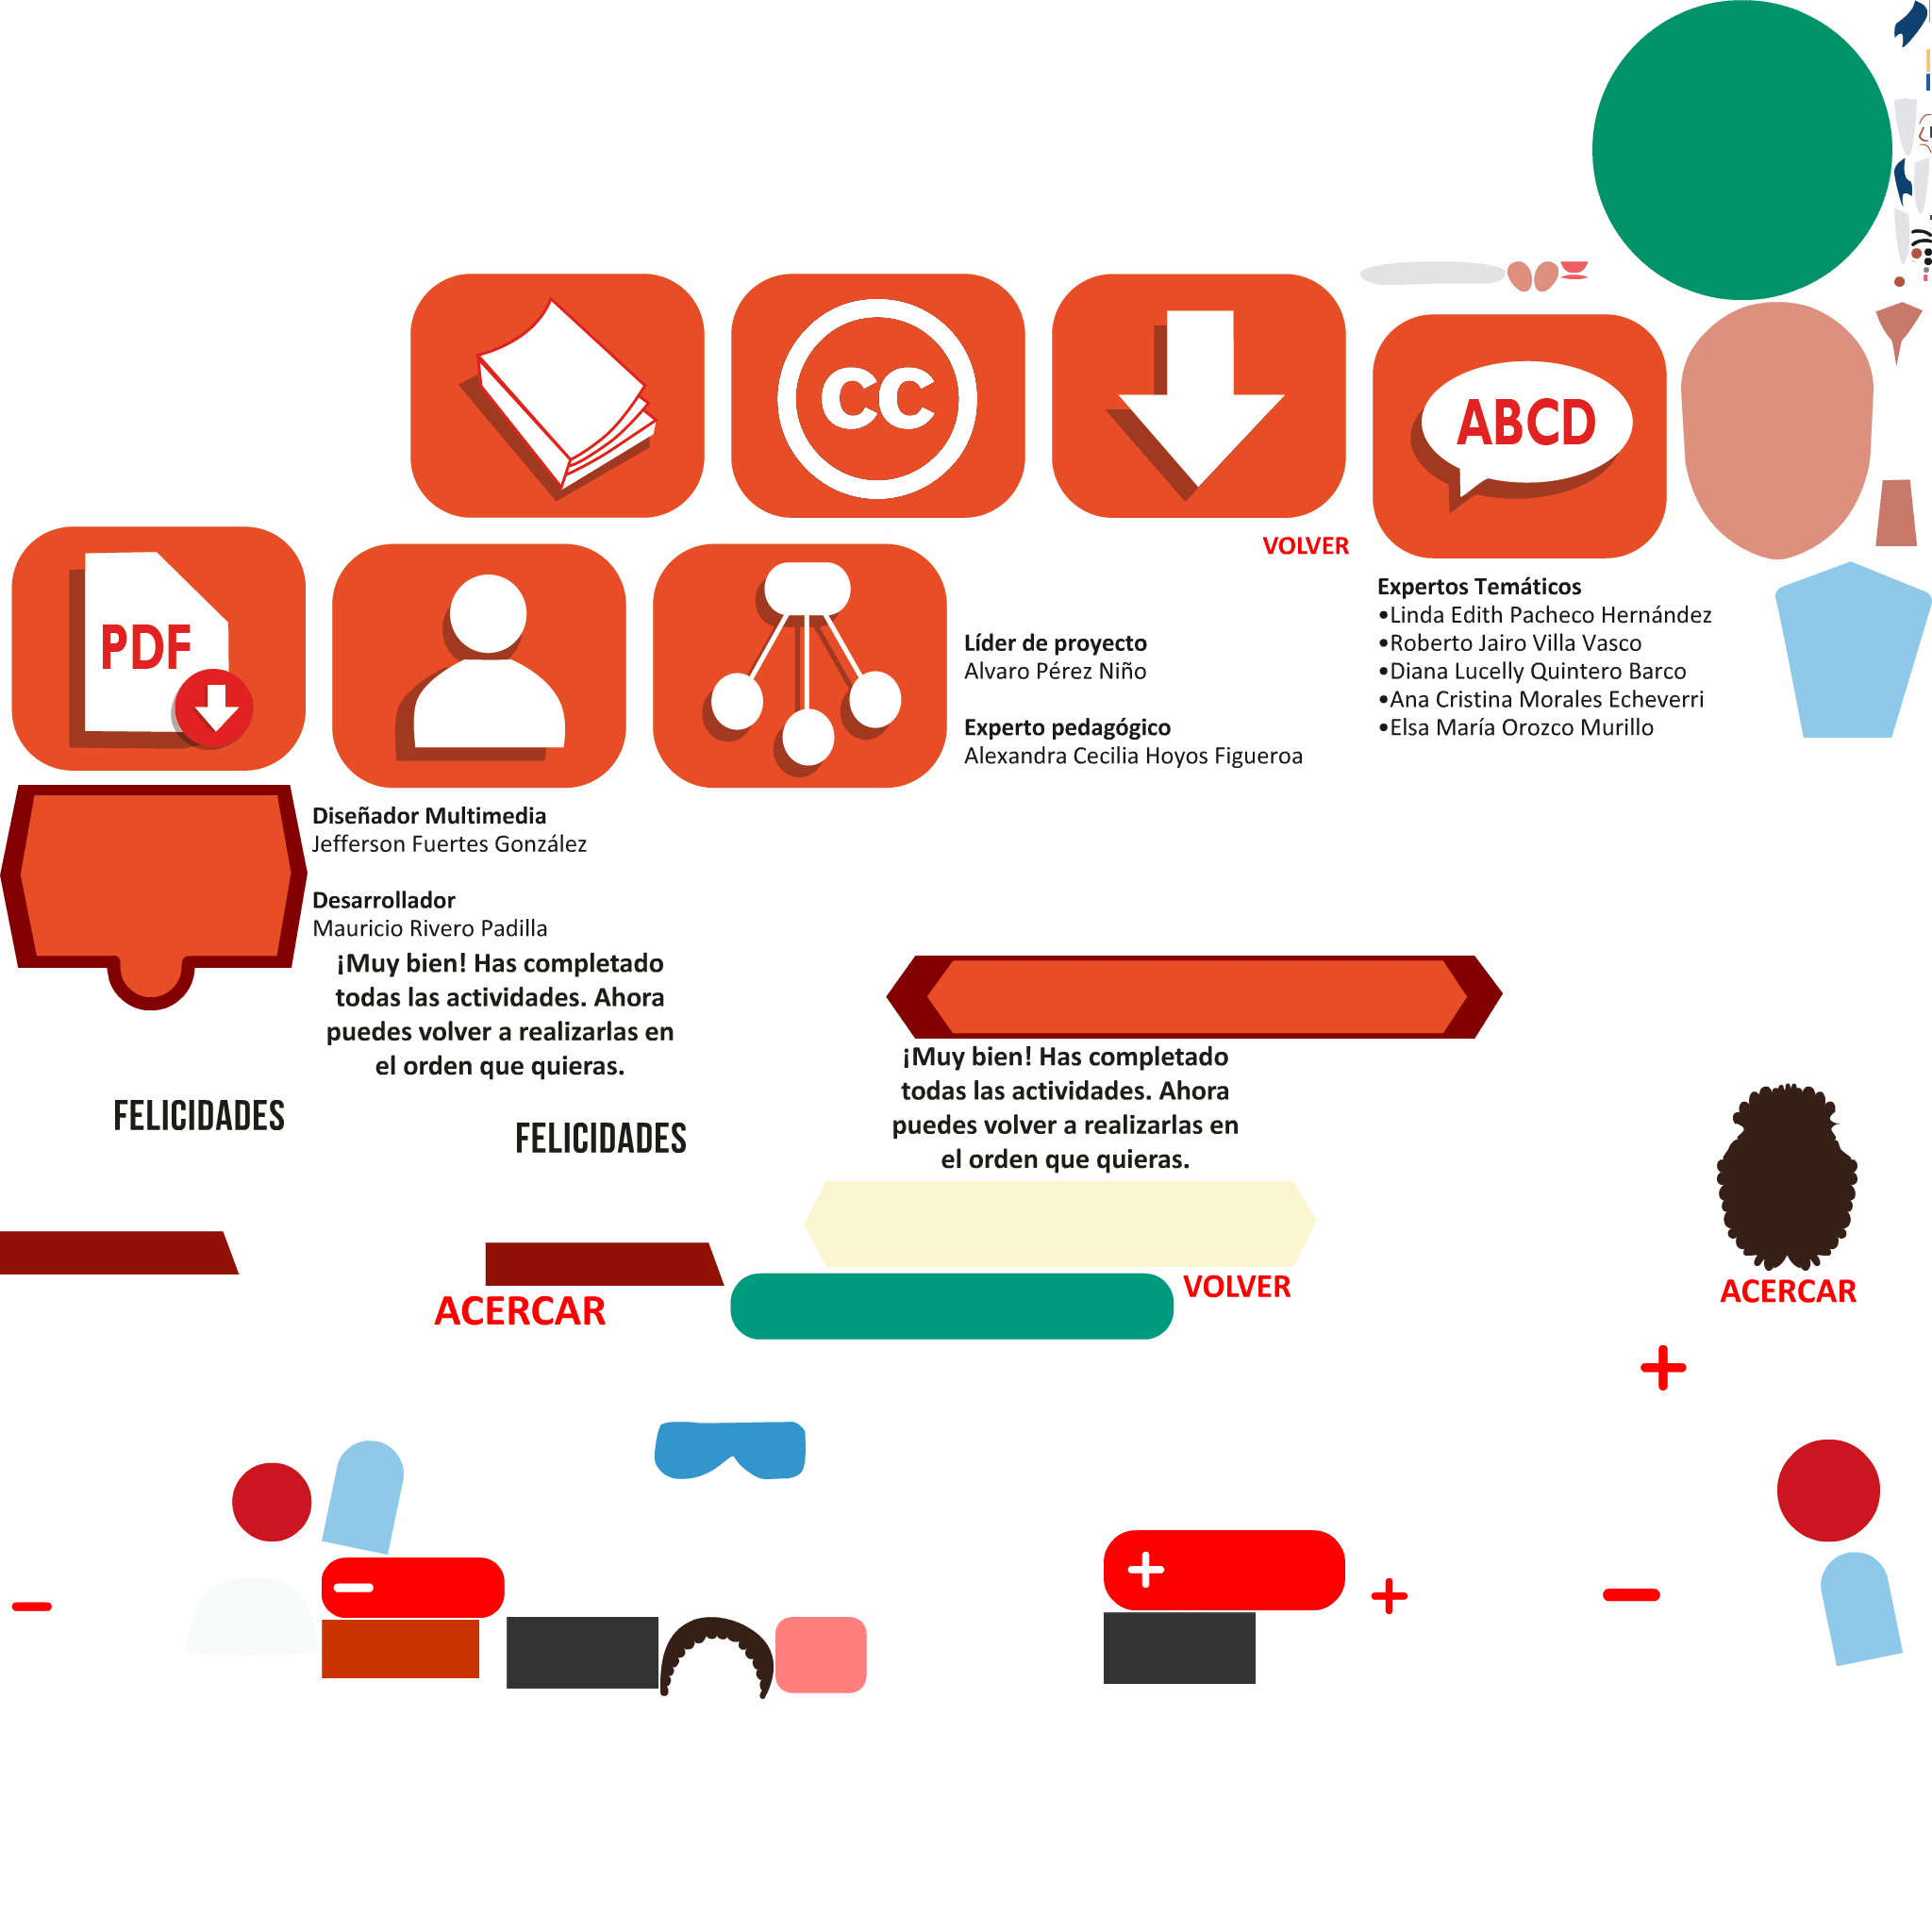 CC
ABCD
VOLVER
PDF
Líder de proyecto
Alvaro Pérez Niño
Experto pedagógico
Alexandra Cecilia Hoyos Figueroa
Expertos Temáticos
•Linda Edith Pacheco Hernández
•Roberto Jairo Villa Vasco
•Diana Lucelly Quintero Barco
•Ana Cristina Morales Echeverri
•Elsa María Orozco Murillo
Diseñador Multimedia
Jefferson Fuertes González
Desarrollador
Mauricio Rivero Padilla
¡Muy bien! Has completado
todas las actividades. Ahora
puedes volver a realizarlas en
el orden que quieras.
¡Muy bien! Has completado
todas las actividades. Ahora
puedes volver a realizarlas en
el orden que quieras.
FELICIDADES
FELICIDADES
ACERCAR
VOLVER
ACERCAR